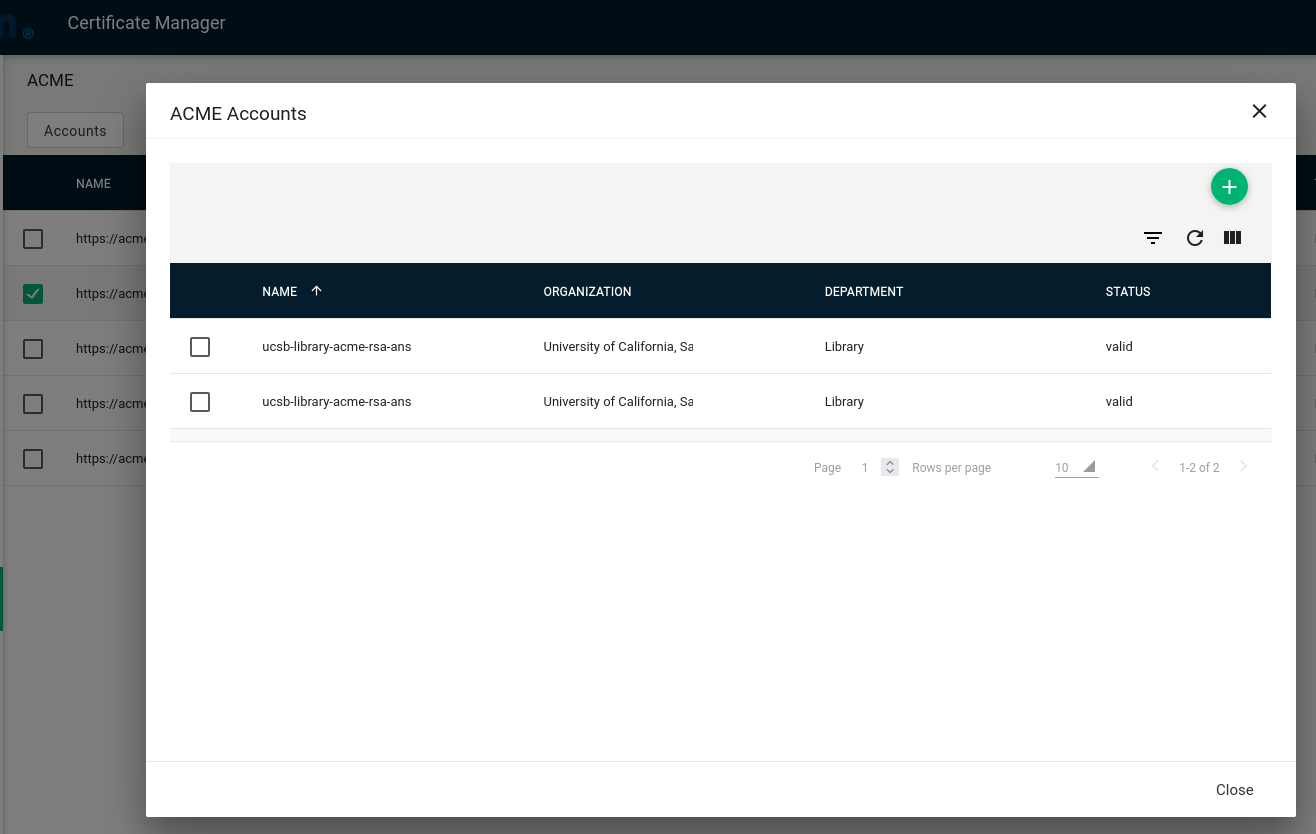 Certificate Manager
ACME
Accounts
NAME
https://acme
https://acme
https://acme
https://acme
https://acme
ACME Accounts
NAME ORGANIZATION DEPARTMENT STATUS
ucsb-library-acme-rsa-ans University of California, Sa Library valid
ucsb-library-acme-rsa-ans University of California, Sa Library valid
Page 1 Rows per page 10 1-2 of 2
Close